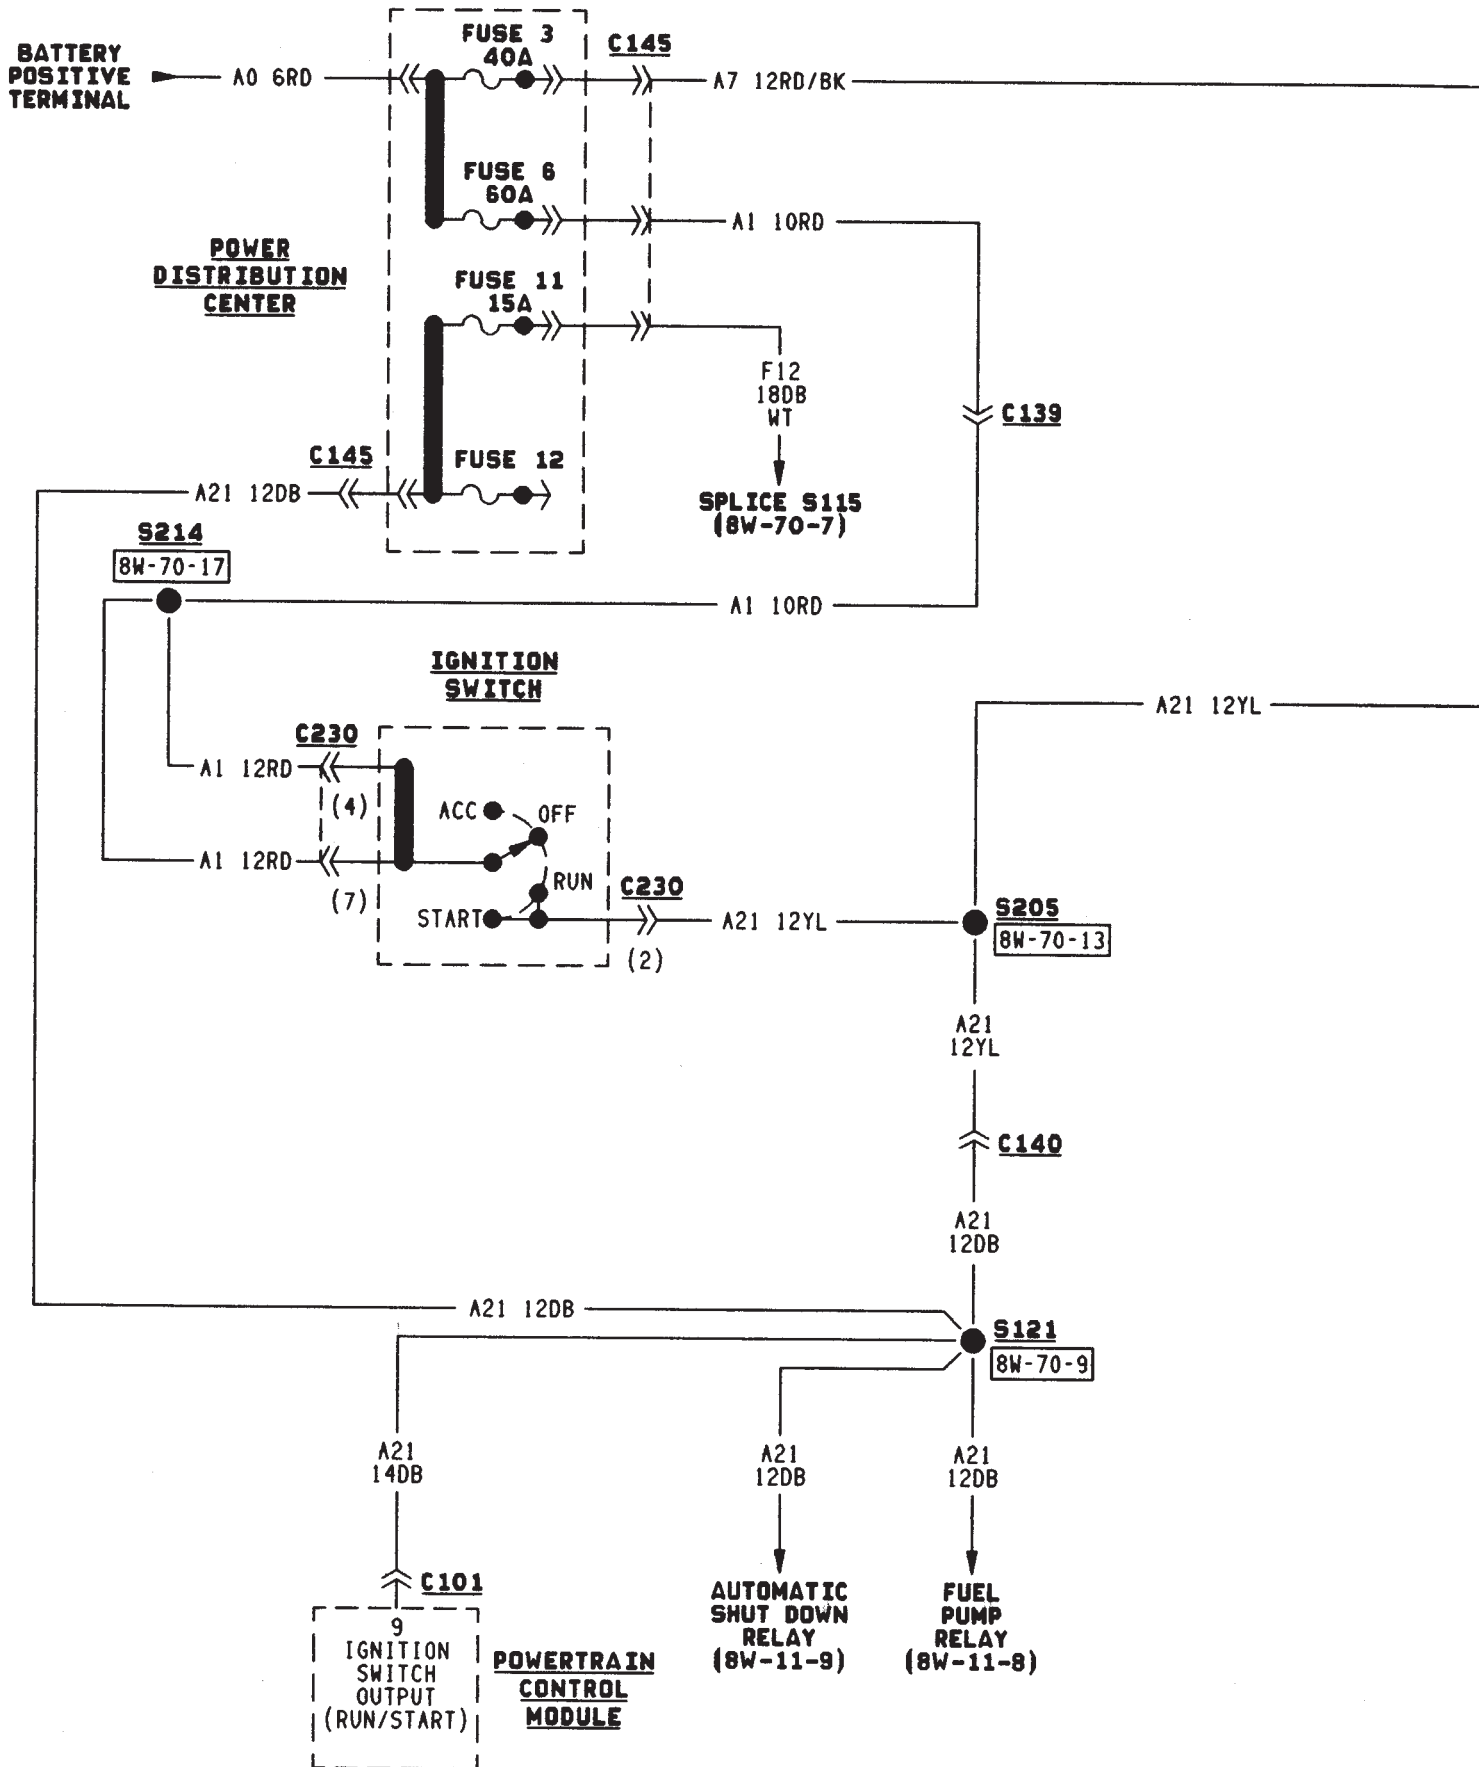 BATTERY
POSITIVE
TERMINAL
A0 6RD
FUSE 3
40A
C145
A7 12RD/BK
FUSE 6
60A
A1 10RD
POWER
DISTRIBUTION
CENTER
FUSE 11
15A
F12
18DB
WT
C139
C145
FUSE 12
A21 12DB
SPLICE S115
(8W-70-7)
S214
8W-70-17
A1 10RD
IGNITION
SWITCH
A21 12YL
C230
A1 12RD
(4)
ACC
OFF
A1 12RD
(7)
RUN
START
C230
A21 12YL
(2)
S205
8W-70-13
A21
12YL
C140
A21
12DB
A21 12DB
S121
8W-70-9
A21
14DB
A21
12DB
A21
12DB
C101
9
IGNITION
SWITCH
OUTPUT
(RUN/START)
POWERTRAIN
CONTROL
MODULE
AUTOMATIC
SHUT DOWN
RELAY
(8W-11-9)
FUEL
PUMP
RELAY
(8W-11-8)